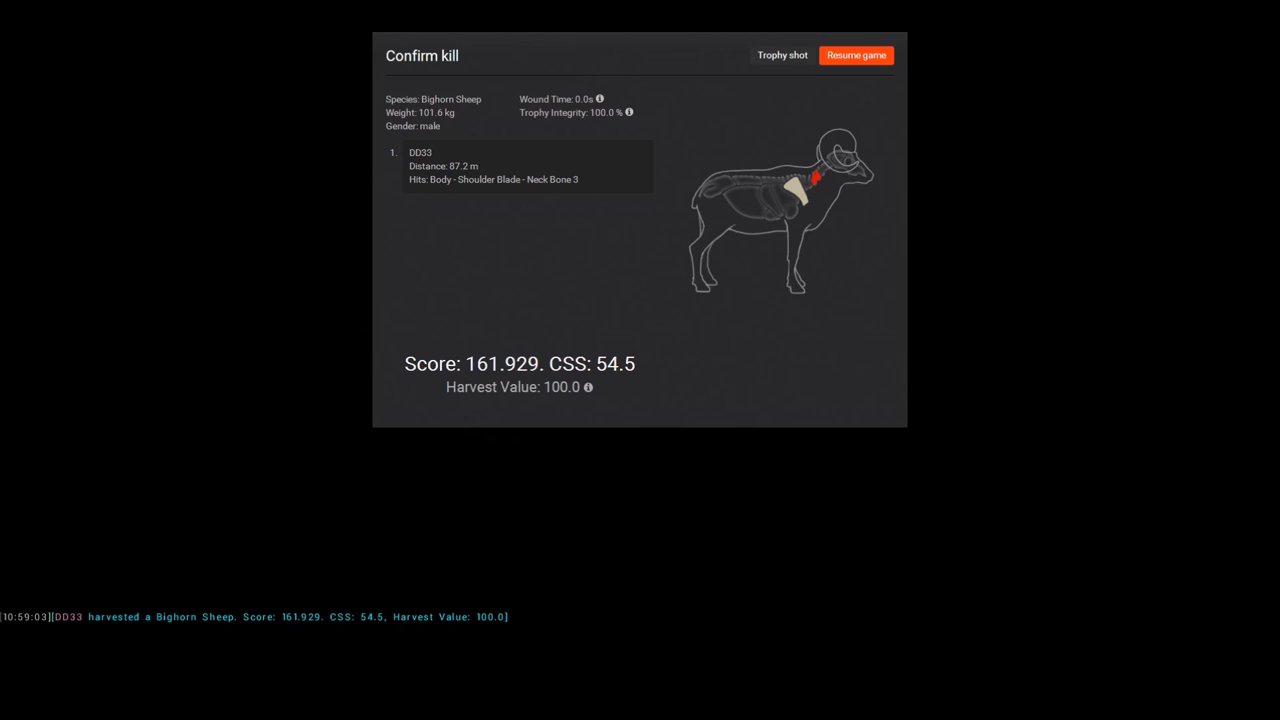 Confirm kill
Trophy shot
Resume game
Species: Bighorn Sheep
Weight: 101.6 kg
Gender: male
Wound Time: 0.0s
Trophy Integrity: 100.0 %
1.
DD33
Distance: 87.2 m
Hits: Body - Shoulder Blade - Neck Bone 3
Score: 161.929. CSS: 54.5
Harvest Value: 100.0
[10:59:03][DD33 harvested a Bighorn Sheep. Score: 161.929. CSS: 54.5, Harvest Value: 100.0]